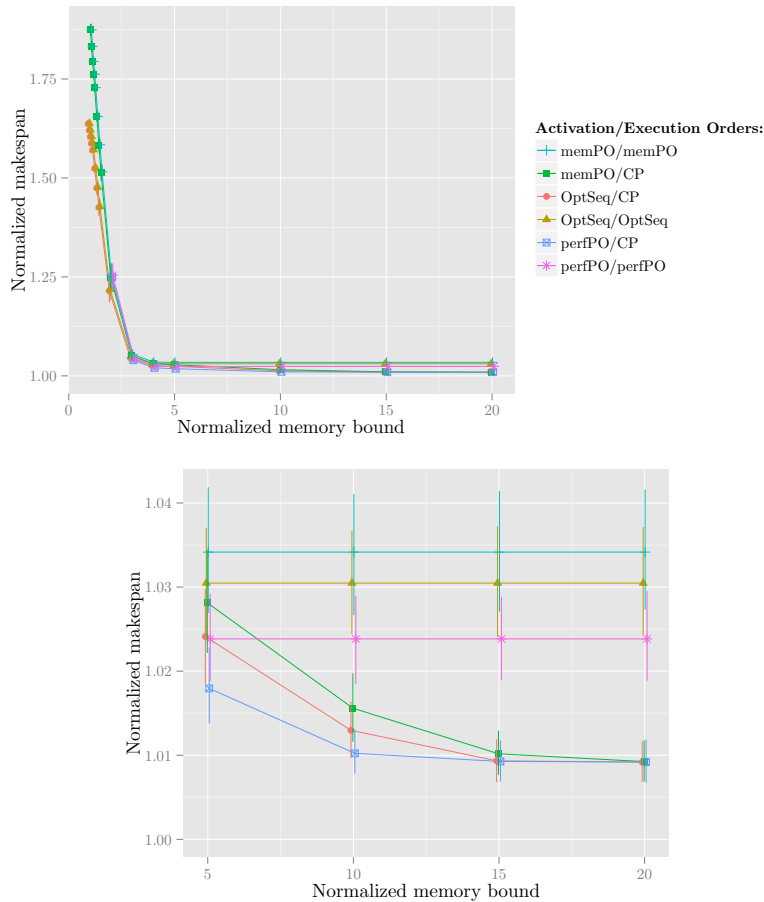 1.75
1.50
1.25
1.00
Normalized makespan
0
5
10
15
20
Normalized memory bound
Activation/Execution Orders:
memPO/memPO
memPO/CP
OptSeq/CP
OptSeq/OptSeq
perfPO/CP
perfPO/perfPO
1.04
1.03
1.02
1.01
1.00
Normalized makespan
5
10
15
20
Normalized memory bound